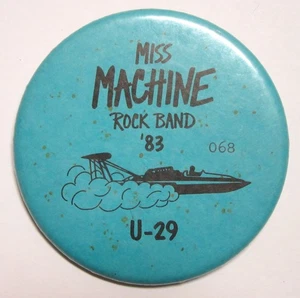 MISS
MACHINE
ROCK BAND
'83
068
U-29